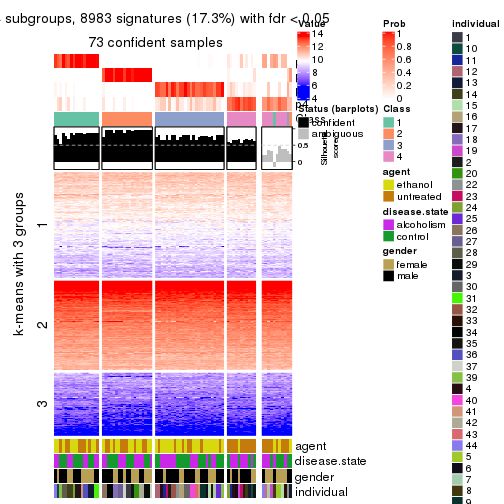 subgroups, 8983 signatures (17.3%) with fdr < 0.05
73 confident samples
k-means with 3 groups
1
2
3
p4
Class
1
0.5
0
Silhouette
score
agent
disease.state
gender
individual
Value
14
12
10
8
6
4
Status (barplots)
confident
ambiguous
Prob
1
0.8
0.6
0.4
0.2
0
Class
1
2
3
4
agent
ethanol
untreated
disease.state
alcoholism
control
gender
female
male
individual
1
10
11
12
13
14
15
16
17
18
19
2
20
22
23
24
25
26
27
28
29
3
30
31
32
33
34
35
36
37
39
4
40
41
42
43
44
5
6
7
8
9